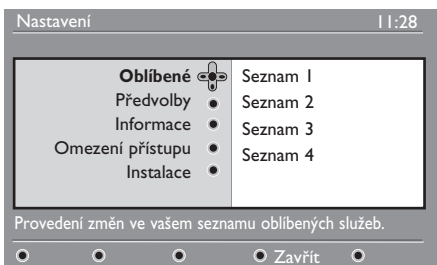 Nastavení 11:28
Oblíbené Seznam 1
Předvolby Seznam 2
Informace Seznam 3
Omezení přístupu Seznam 4
Instalace
Provedení změn ve vašem seznamu oblíbených služeb.
Zavřít